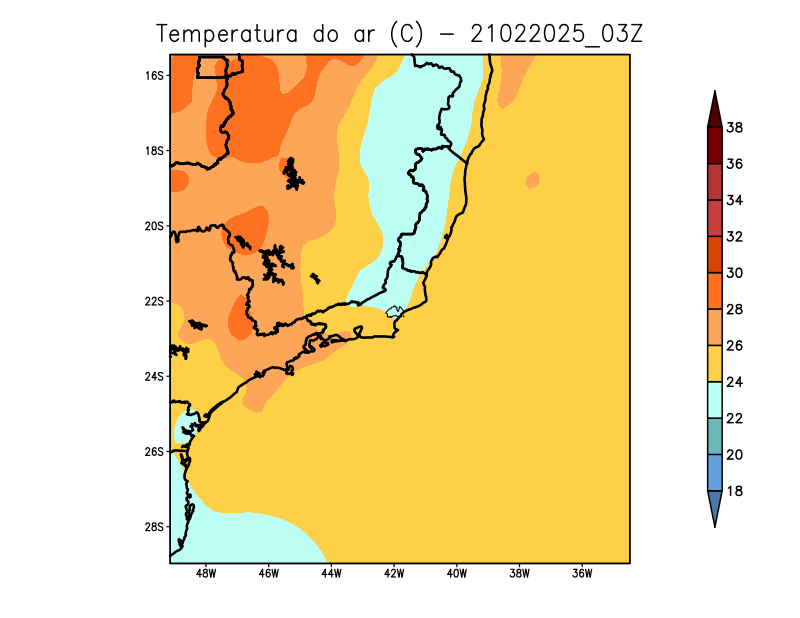 Temperatura do ar (C) – 21022025_03Z
16S
18S
20S
22S
24S
26S
28S
48W 46W 44W 42W 40W 38W 36W
38
36
34
32
30
28
26
24
22
20
18